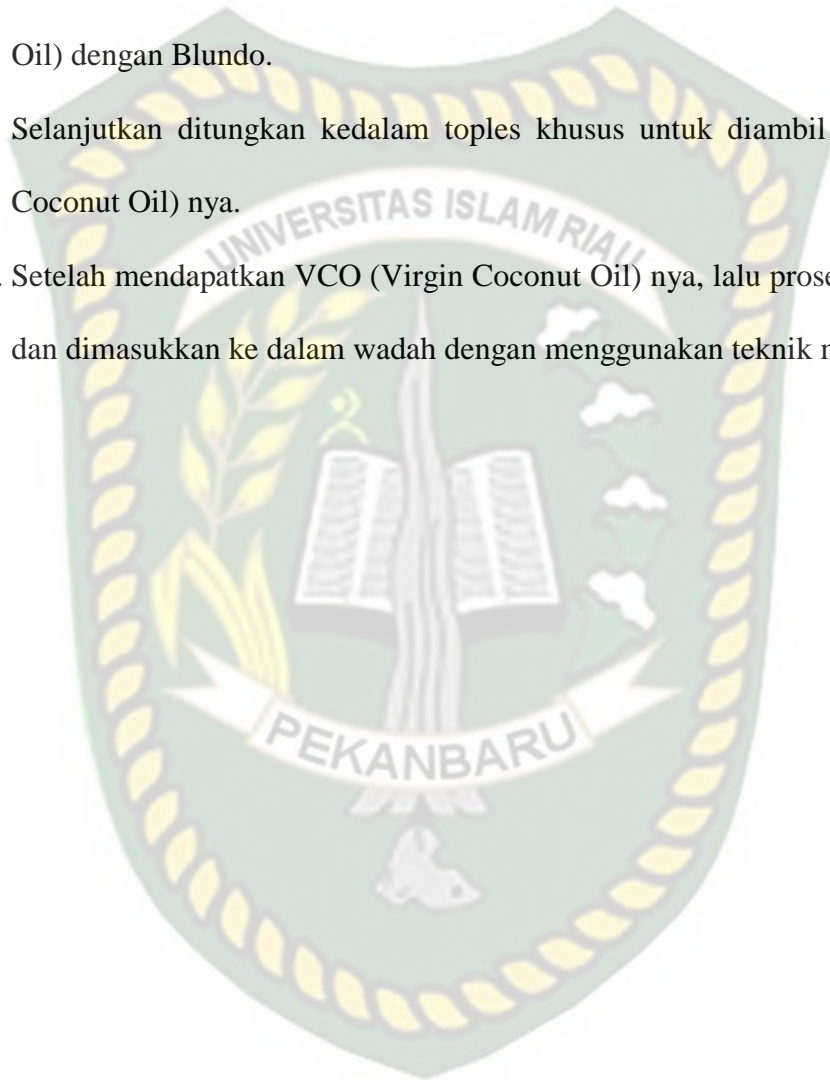 Oil) dengan Blundo.
Selanjutkan ditungkan kedalam toples khusus untuk diambil
Coconut Oil) nya.
. Setelah mendapatkan VCO (Virgin Coconut Oil) nya, lalu
dan dimasukkan ke dalam wadah dengan menggunakan teknik
UNIVERSITAS ISLAM RIAU
PEKANBARU